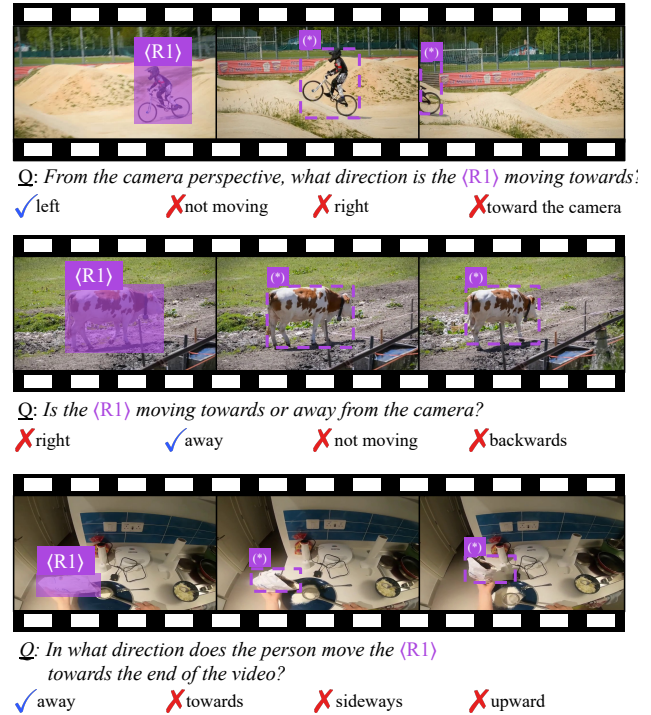 ⟨R1⟩ (*) (*)
Q: From the camera perspective, what direction is the ⟨R1⟩ moving towards?
✓left ✗not moving ✗right ✗toward the camera
⟨R1⟩ (*) (*)
Q: Is the ⟨R1⟩ moving towards or away from the camera?
✗right ✓away ✗not moving ✗backwards
⟨R1⟩ (*) (*)
Q: In what direction does the person move the ⟨R1⟩
towards the end of the video?
✓away ✗towards ✗sideways ✗upward